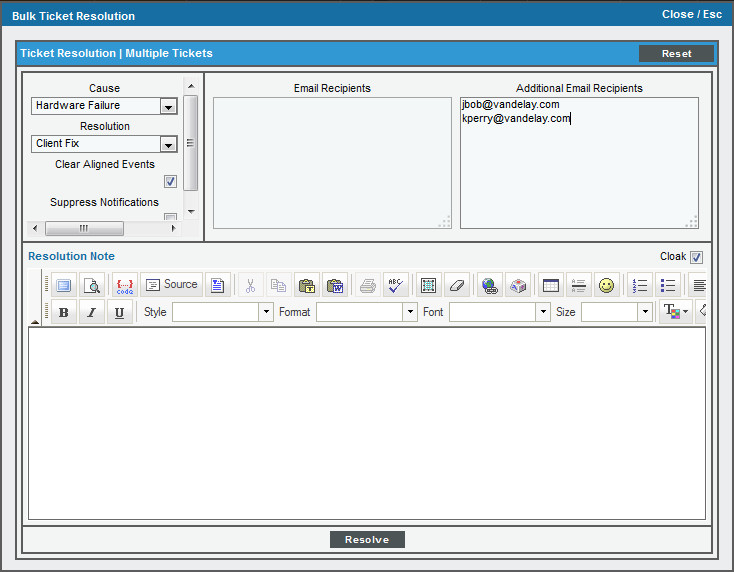 Bulk Ticket Resolution Close / Esc
Ticket Resolution | Multiple Tickets Reset
Cause
Hardware Failure
Resolution
Client Fix
Clear Aligned Events
Suppress Notifications
Email Recipients
Additional Email Recipients
jbob@vandelay.com
kperry@vandelay.com
Resolution Note Cloak
{...} code Source ABC
B I U Style Format Font Size T
Resolve